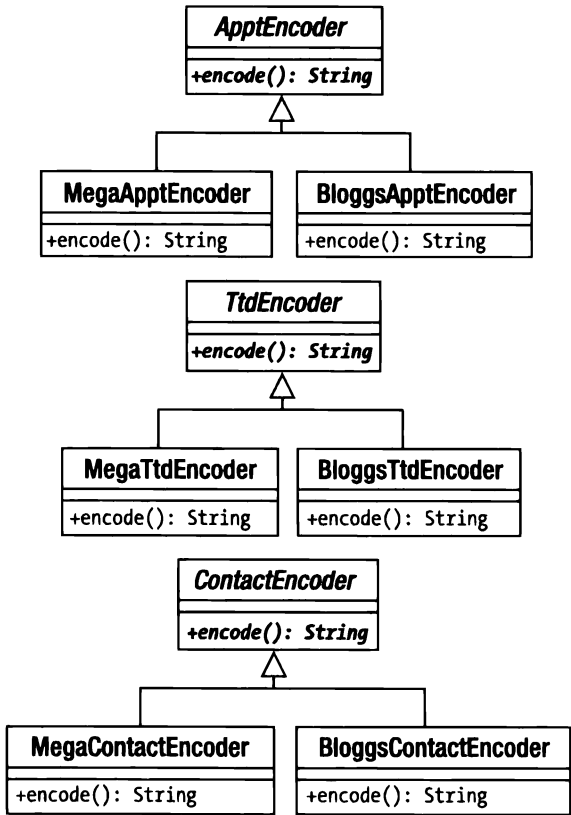 ApptEncoder
+encode(): String
MegaApptEncoder BloggsApptEncoder
+encode(): String +encode(): String
TtdEncoder
+encode(): String
MegaTtdEncoder BloggsTtdEncoder
+encode(): String +encode(): String
ContactEncoder
+encode(): String
MegaContactEncoder BloggsContactEncoder
+encode(): String +encode(): String